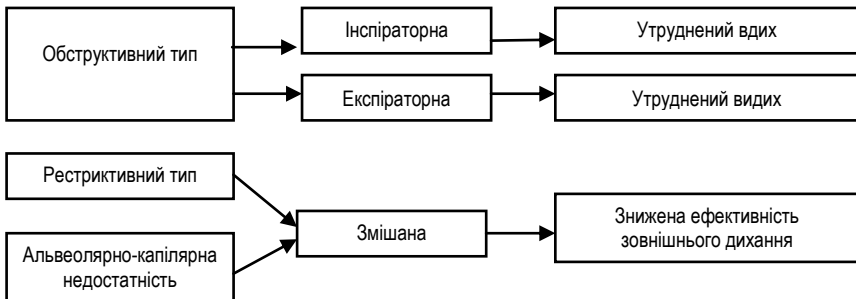 Обструктивний тип
Інспіраторна
Утруднений вдих
Експіраторна
Утруднений видих
Рестриктивний тип
Альвеолярно-капілярна
недостатність
Змішана
Знижена ефективність
зовнішнього дихання